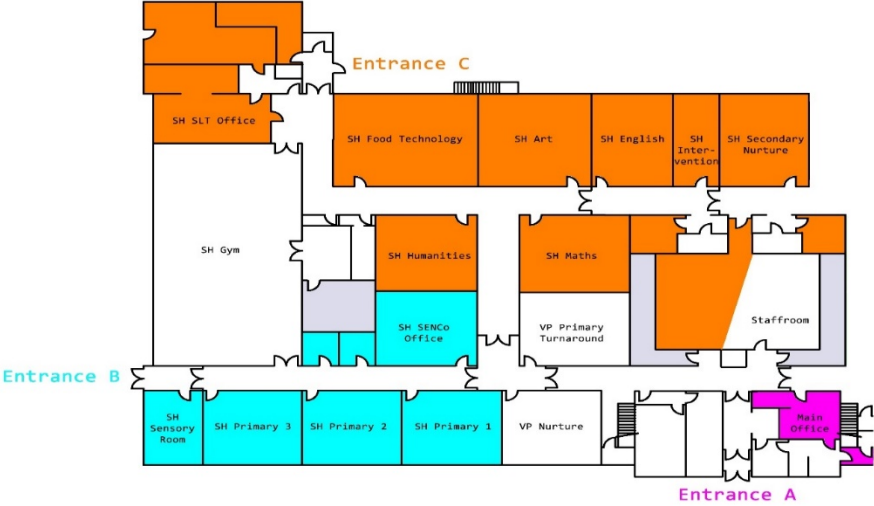 Entrance C
SH SLT Office
SH Food Technology
SH Art
SH English
SH
Inter-
vention
SH Secondary
Nurture
SH Gym
SH Humanities
SH Maths
SH SENCo
Office
VP Primary
Turnaround
Staffroom
Entrance B
SH
Sensory
Room
SH Primary 3
SH Primary 2
SH Primary 1
VP Nurture
Main
Office
Entrance A